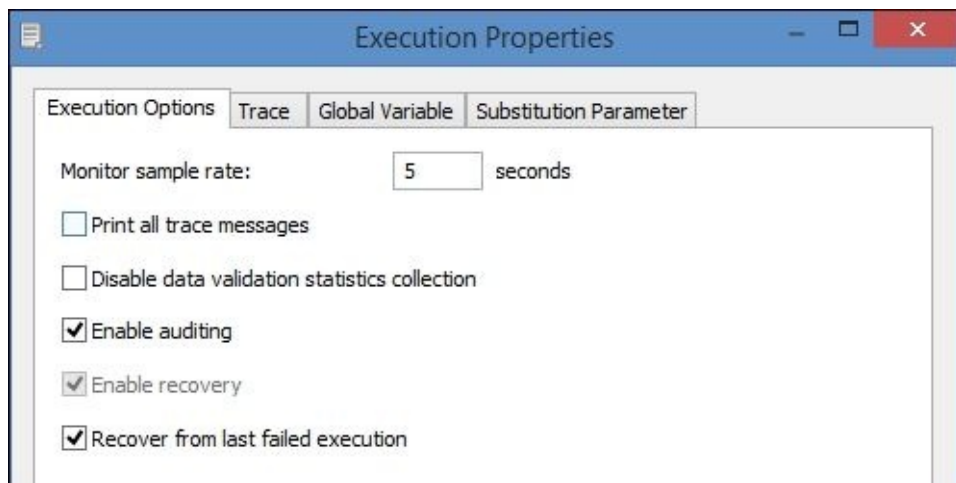 Execution Properties
Execution Options Trace Global Variable Substitution Parameter
Monitor sample rate: 5 seconds
Print all trace messages
Disable data validation statistics collection
Enable auditing
Enable recovery
Recover from last failed execution